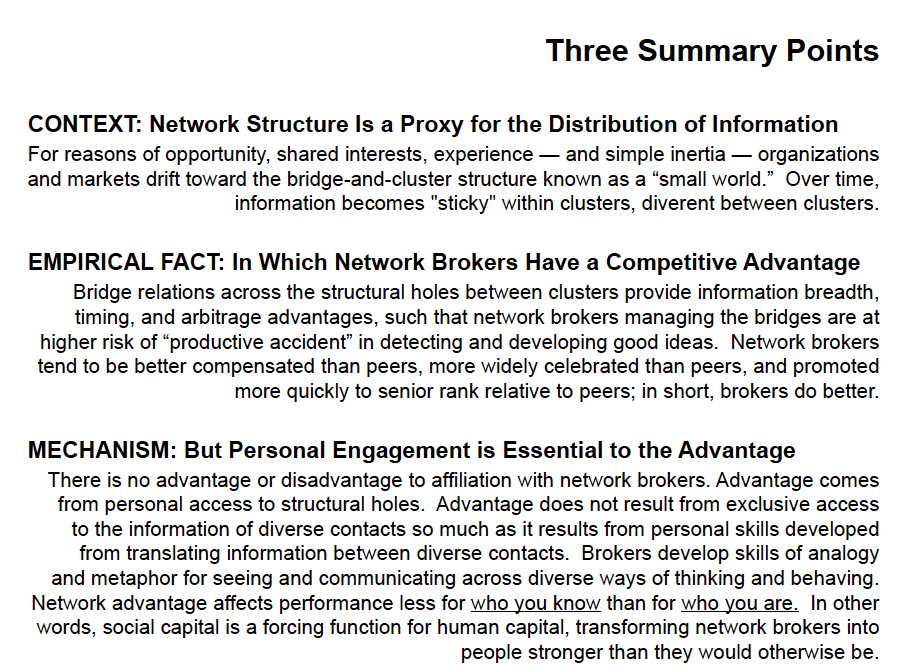 Three Summary Points
CONTEXT: Network Structure Is a Proxy for the Distribution of Information
For reasons of opportunity, shared interests, experience — and simple inertia — organizations
and markets drift toward the bridge-and-cluster structure known as a “small world.”  Over time,
information becomes "sticky" within clusters, diverent between clusters.
EMPIRICAL FACT: In Which Network Brokers Have a Competitive Advantage
Bridge relations across the structural holes between clusters provide information breadth,
timing, and arbitrage advantages, such that network brokers managing the bridges are at
higher risk of “productive accident” in detecting and developing good ideas.  Network brokers
tend to be better compensated than peers, more widely celebrated than peers, and promoted
more quickly to senior rank relative to peers; in short, brokers do better.
MECHANISM: But Personal Engagement is Essential to the Advantage
There is no advantage or disadvantage to affiliation with network brokers. Advantage comes
from personal access to structural holes.  Advantage does not result from exclusive access
to the information of diverse contacts so much as it results from personal skills developed
from translating information between diverse contacts.  Brokers develop skills of analogy
and metaphor for seeing and communicating across diverse ways of thinking and behaving.
Network advantage affects performance less for who you know than for who you are.  In other
words, social capital is a forcing function for human capital, transforming network brokers into
people stronger than they would otherwise be.